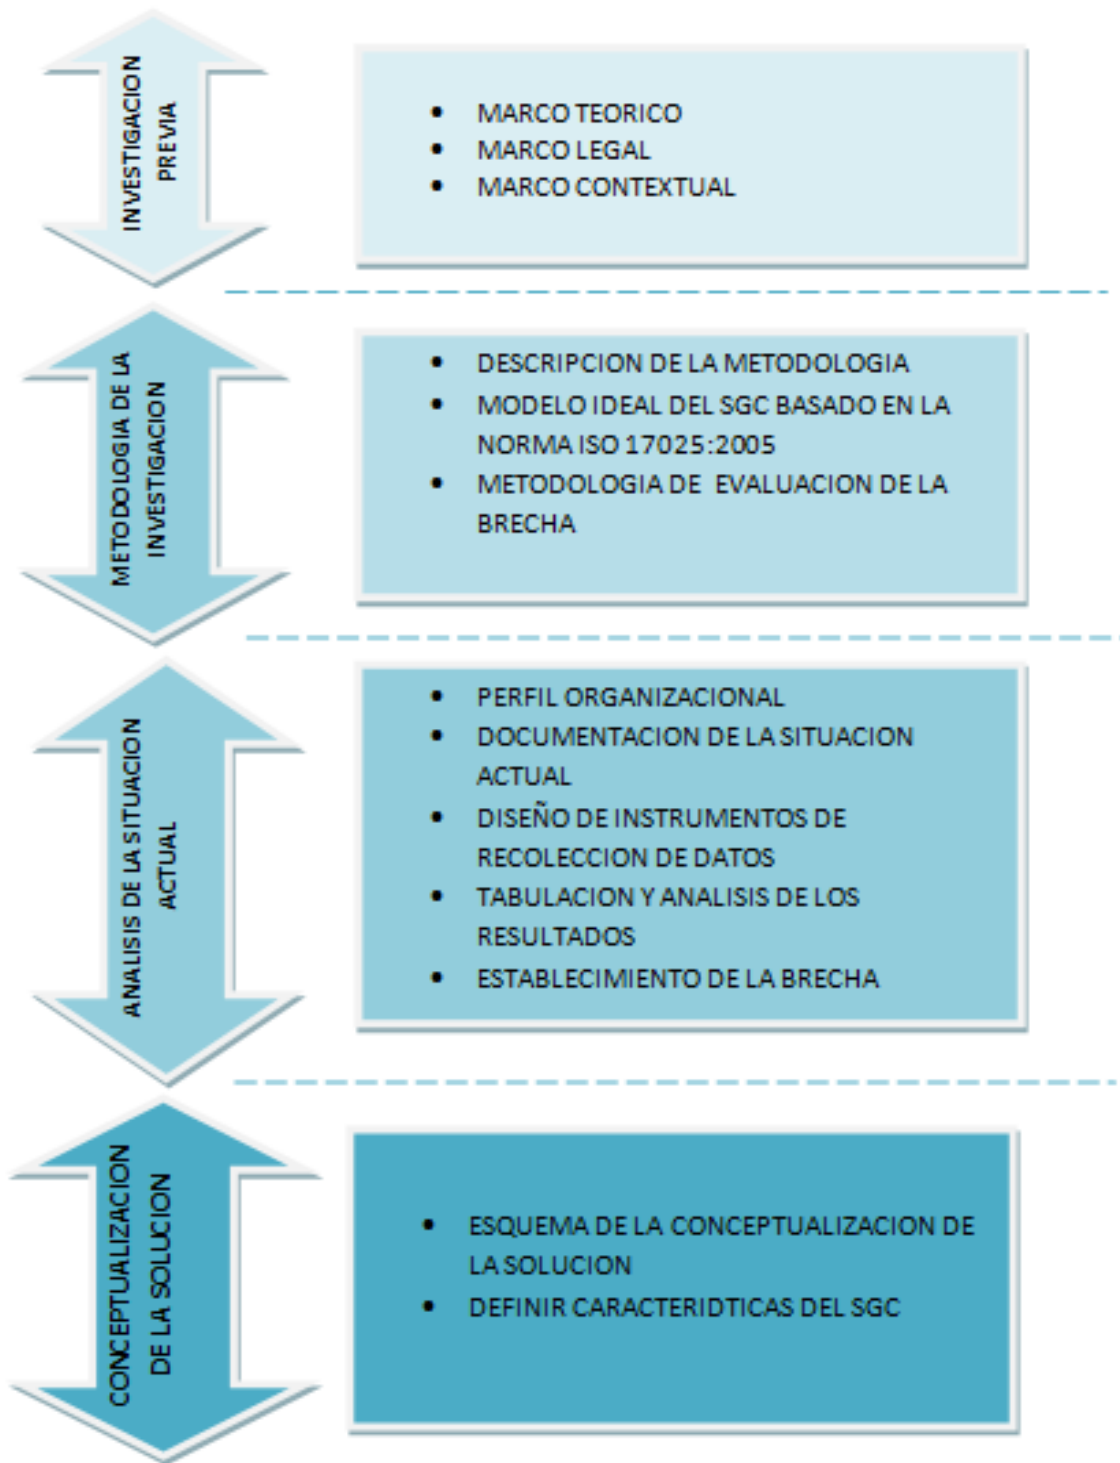 INVESTIGACION
PREVIA
• MARCO TEORICO
• MARCO LEGAL
• MARCO CONTEXTUAL
METODOLOGIA DE LA
INVESTIGACION
• DESCRIPCION DE LA METODOLOGIA
• MODELO IDEAL DEL SGC BASADO EN LA
NORMA ISO 17025:2005
• METODOLOGIA DE EVALUACION DE LA
BRECHA
ANALISIS DE LA SITUACION
ACTUAL
• PERFIL ORGANIZACIONAL
• DOCUMENTACION DE LA SITUACION
ACTUAL
• DISEÑO DE INSTRUMENTOS DE
RECOLECCION DE DATOS
• TABULACION Y ANALISIS DE LOS
RESULTADOS
• ESTABLECIMIENTO DE LA BRECHA
CONCEPTUALIZACION
DE LA SOLUCION
• ESQUEMA DE LA CONCEPTUALIZACION DE
LA SOLUCION
• DEFINIR CARACTERIDTICAS DEL SGC